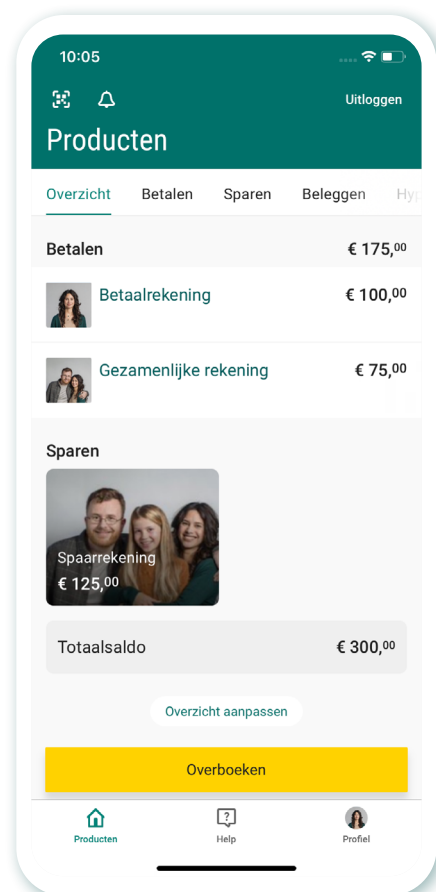 10:05
Uitloggen
Producten
Overzicht Betalen Sparen Beleggen Hyp
Betalen € 175,00
Betaalrekening € 100,00
Gezamenlijke rekening € 75,00
Sparen
Spaarrekening
€ 125,00
Totaalsaldo € 300,00
Overzicht aanpassen
Overboeken
Producten Help Profiel